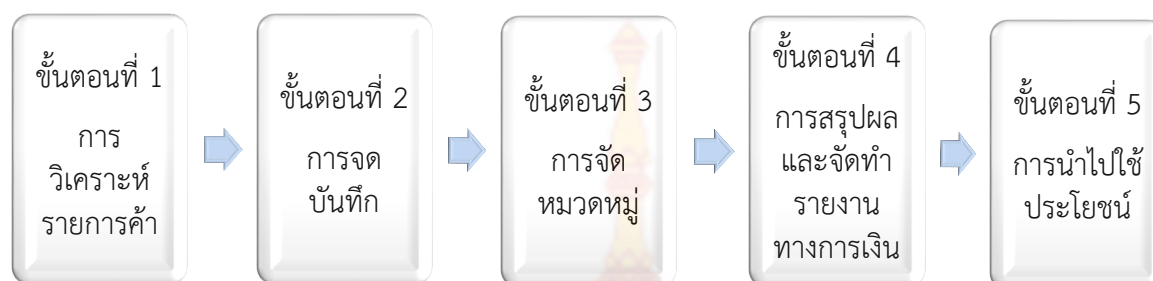 ขั้นตอนที่ 1
การ
วิเคราะห์
รายการค้า
ขั้นตอนที่ 2
การจด
บันทึก
ขั้นตอนที่ 3
การจัด
หมวดหมู่
ขั้นตอนที่ 4
การสรุปผล
และจัดทำ
รายงาน
ทางการเงิน
ขั้นตอนที่ 5
การนำไปใช้
ประโยชน์